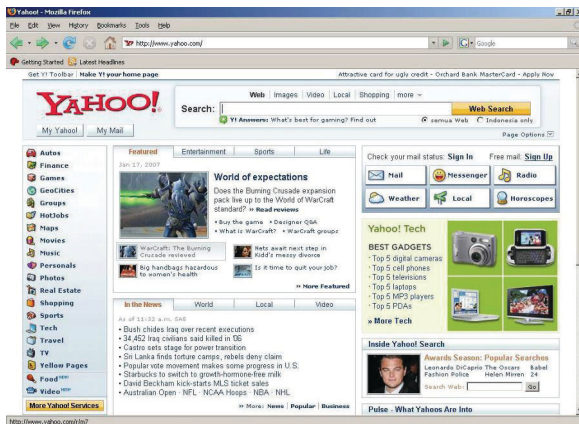 Yahoo! - Mozilla Firefox
File Edit View History Bookmarks Tools Help
http://www.yahoo.com/
Google
Getting Started Latest Headlines
Get Y! Toolbar | Make Y! your home page
Attractive card for ugly credit - Orchard Bank MasterCard - Apply Now
YAHOO!
My Yahoo! My Mail
Web | Images | Video | Local | Shopping | more
Search: Web Search
Y! Answers: What's best for gaming? Find out
semua Web Indonesia only
Page Options
Autos
Finance
Games
GeoCities
Groups
HotJobs
Maps
Movies
Music
Personals
Photos
Real Estate
Shopping
Sports
Tech
Travel
TV
Yellow Pages
Food NEW!
Video NEW!
More Yahoo! Services
Featured Entertainment Sports Life
Jan 17, 2007
World of expectations
Does the Burning Crusade expansion
pack live up to the World of WarCraft
standard? » Read reviews
• Buy the game • Designer Q&A
• What is WarCraft? • WarCraft groups
WarCraft: The Burning
Crusade reviewed
Nets await next step in
Kidd's messy divorce
Big handbags hazardous
to women's health
Is it time to quit your job?
» More Featured
In the News World Local Video
As of 11:22 a.m. SAE
• Bush chides Iraq over recent executions
• 34,452 Iraq civilians said killed in '06
• Castro sets stage for power transition
• Sri Lanka finds torture camps, rebels deny claim
• Popular vote movement makes some progress in U.S.
• Starbucks to switch to growth-hormone-free milk
• David Beckham kick-starts MLS ticket sales
• Australian Open · NFL · NCAA Hoops · NBA · NHL
» More: News | Popular | Business
Check your mail status: Sign In Free mail: Sign Up
Mail Messenger Radio
Weather Local Horoscopes
Yahoo! Tech
BEST GADGETS
· Top 5 digital cameras
· Top 5 cell phones
· Top 5 televisions
· Top 5 laptops
· Top 5 MP3 players
· Top 5 PDAs
» More Tech
Inside Yahoo! Search
Awards Season: Popular Searches
Leonardo DiCaprio The Oscars Babel
Fashion Police Helen Mirren 24
Search Web: Go
Pulse - What Yahoos Are Into
http://www.yahoo.com/r/m7